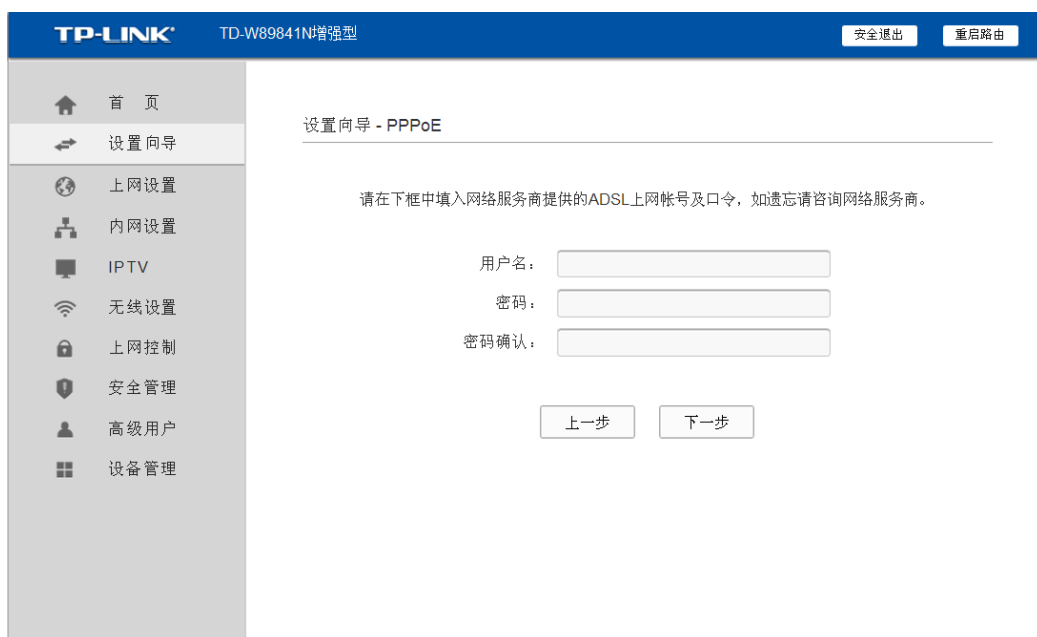 TP-LINK
TD-W89841N增强型
安全退出
重启路由
首 页
设置向导
上网设置
内网设置
IPTV
无线设置
上网控制
安全管理
高级用户
设备管理
设置向导 - PPPoE
请在下框中填入网络服务商提供的ADSL上网帐号及口令，如遗忘请咨询网络服务商。
用户名：
密码：
密码确认：
上一步
下一步